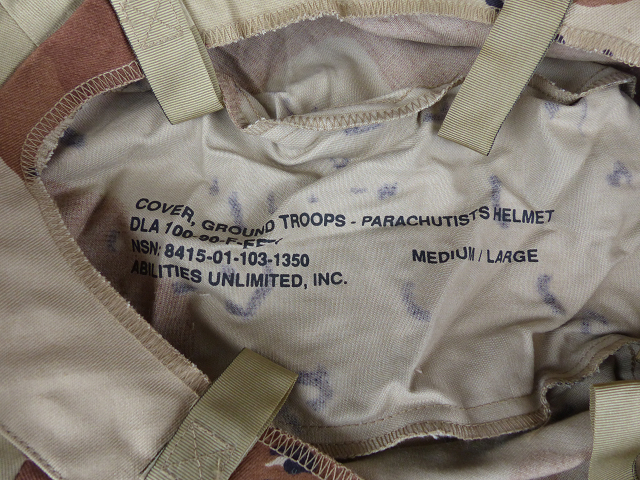 COVER, GROUND TROOPS - PARACHUTISTS HELMET
DLA
NSN: 8415-01-103-1350
MEDIUM / LARGE
ABILITIES UNLIMITED, INC.